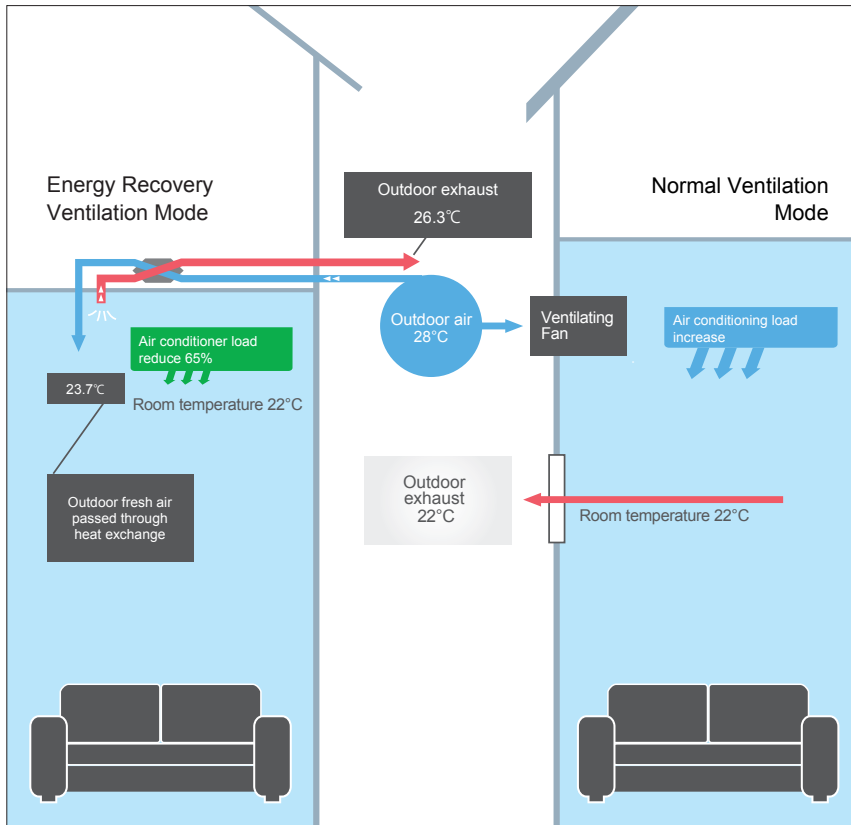 Energy Recovery
Ventilation Mode
Outdoor exhaust
26.3℃
Normal Ventilation
Mode
Outdoor air
28°C
Ventilating
Fan
Air conditioning load
increase
Air conditioner load
reduce 65%
23.7℃
Room temperature 22°C
Outdoor fresh air
passed through
heat exchange
Outdoor
exhaust
22°C
Room temperature 22°C